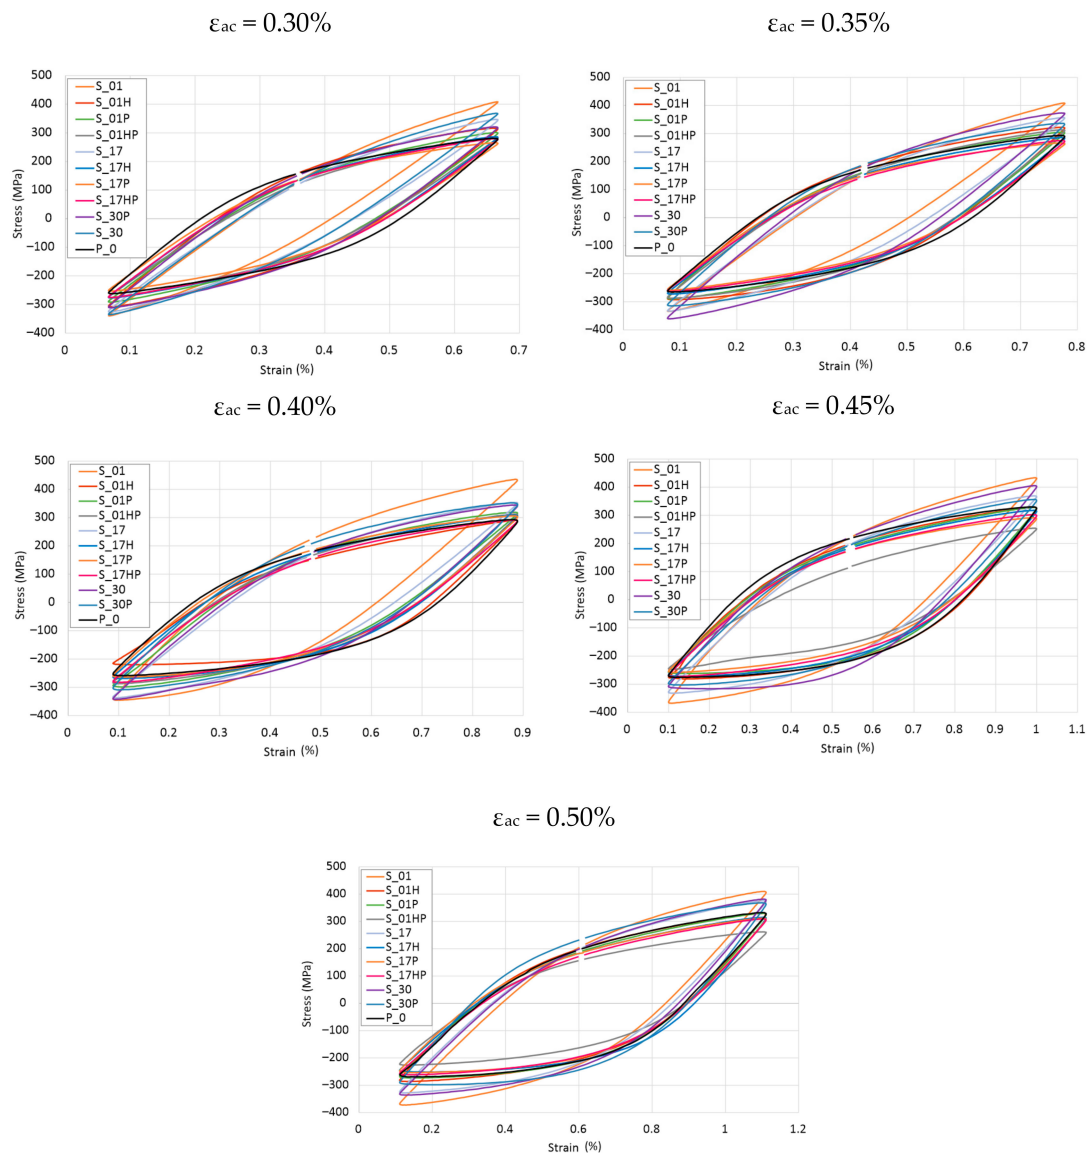 εac = 0.30%
500
400
300
200
100
0
−100
−200
−300
−400
Stress (MPa)
S_01
S_01H
S_01P
S_01HP
S_17
S_17H
S_17P
S_17HP
S_30P
S_30
P_0
0 0.1 0.2 0.3 0.4 0.5 0.6 0.7
Strain (%)
εac = 0.35%
500
400
300
200
100
0
−100
−200
−300
−400
Stress (MPa)
S_01
S_01H
S_01P
S_01HP
S_17
S_17H
S_17P
S_17HP
S_30
S_30P
P_0
0 0.1 0.2 0.3 0.4 0.5 0.6 0.7 0.8
Strain (%)
εac = 0.40%
500
400
300
200
100
0
−100
−200
−300
−400
Stress (MPa)
S_01
S_01H
S_01P
S_01HP
S_17
S_17H
S_17P
S_17HP
S_30
S_30P
P_0
0 0.1 0.2 0.3 0.4 0.5 0.6 0.7 0.8 0.9
Strain (%)
εac = 0.45%
500
400
300
200
100
0
−100
−200
−300
−400
Stress (MPa)
S_01
S_01H
S_01P
S_01HP
S_17
S_17H
S_17P
S_17HP
S_30
S_30P
0 0.1 0.2 0.3 0.4 0.5 0.6 0.7 0.8 0.9 1 1.1
Strain (%)
εac = 0.50%
500
400
300
200
100
0
−100
−200
−300
−400
Stress (MPa)
S_01
S_01H
S_01P
S_01HP
S_17
S_17H
S_17P
S_17HP
S_30
S_30P
P_0
0 0.2 0.4 0.6 0.8 1 1.2
Strain (%)